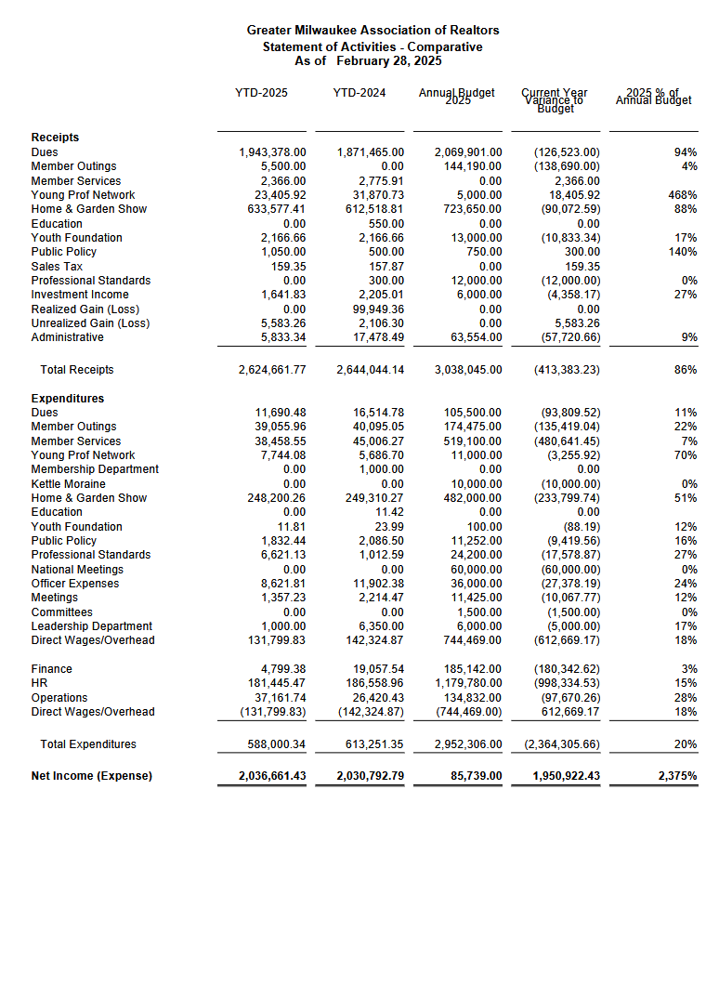 Greater Milwaukee Association of Realtors
Statement of Activities - Comparative
As of February 28, 2025
YTD-2025 YTD-2024 Annual Budget 2025 Current Year Variance to Budget 2025 % of Annual Budget
Receipts
Dues 1,943,378.00 1,871,465.00 2,069,901.00 (126,523.00) 94%
Member Outings 5,500.00 0.00 144,190.00 (138,690.00) 4%
Member Services 2,366.00 2,775.91 0.00 2,366.00
Young Prof Network 23,405.92 31,870.73 5,000.00 18,405.92 468%
Home & Garden Show 633,577.41 612,518.81 723,650.00 (90,072.59) 88%
Education 0.00 550.00 0.00 0.00
Youth Foundation 2,166.66 2,166.66 13,000.00 (10,833.34) 17%
Public Policy 1,050.00 500.00 750.00 300.00 140%
Sales Tax 159.35 157.87 0.00 159.35
Professional Standards 0.00 300.00 12,000.00 (12,000.00) 0%
Investment Income 1,641.83 2,205.01 6,000.00 (4,358.17) 27%
Realized Gain (Loss) 0.00 99,949.36 0.00 0.00
Unrealized Gain (Loss) 5,583.26 2,106.30 0.00 5,583.26
Administrative 5,833.34 17,478.49 63,554.00 (57,720.66) 9%
Total Receipts 2,624,661.77 2,644,044.14 3,038,045.00 (413,383.23) 86%
Expenditures
Dues 11,690.48 16,514.78 105,500.00 (93,809.52) 11%
Member Outings 39,055.96 40,095.05 174,475.00 (135,419.04) 22%
Member Services 38,458.55 45,006.27 519,100.00 (480,641.45) 7%
Young Prof Network 7,744.08 5,686.70 11,000.00 (3,255.92) 70%
Membership Department 0.00 1,000.00 0.00 0.00
Kettle Moraine 0.00 0.00 10,000.00 (10,000.00) 0%
Home & Garden Show 248,200.26 249,310.27 482,000.00 (233,799.74) 51%
Education 0.00 11.42 0.00 0.00
Youth Foundation 11.81 23.99 100.00 (88.19) 12%
Public Policy 1,832.44 2,086.50 11,252.00 (9,419.56) 16%
Professional Standards 6,621.13 1,012.59 24,200.00 (17,578.87) 27%
National Meetings 0.00 0.00 60,000.00 (60,000.00) 0%
Officer Expenses 8,621.81 11,902.38 36,000.00 (27,378.19) 24%
Meetings 1,357.23 2,214.47 11,425.00 (10,067.77) 12%
Committees 0.00 0.00 1,500.00 (1,500.00) 0%
Leadership Department 1,000.00 6,350.00 6,000.00 (5,000.00) 17%
Direct Wages/Overhead 131,799.83 142,324.87 744,469.00 (612,669.17) 18%
Finance 4,799.38 19,057.54 185,142.00 (180,342.62) 3%
HR 181,445.47 186,558.96 1,179,780.00 (998,334.53) 15%
Operations 37,161.74 26,420.43 134,832.00 (97,670.26) 28%
Direct Wages/Overhead (131,799.83) (142,324.87) (744,469.00) 612,669.17 18%
Total Expenditures 588,000.34 613,251.35 2,952,306.00 (2,364,305.66) 20%
Net Income (Expense) 2,036,661.43 2,030,792.79 85,739.00 1,950,922.43 2,375%